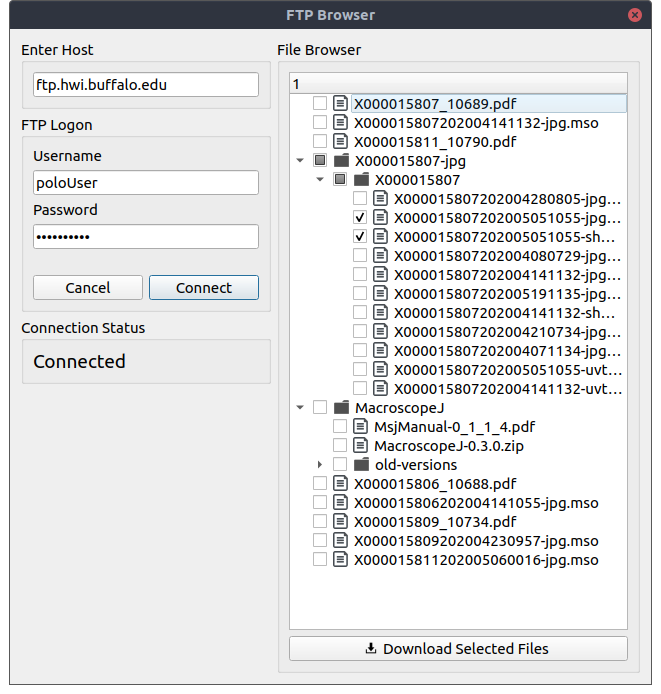 FTP Browser
Enter Host
ftp.hwi.buffalo.edu
FTP Logon
Username
poloUser
Password
••••••••••
Cancel
Connect
Connection Status
Connected
File Browser
1
X000015807_10689.pdf
X000015807202004141132-jpg.mso
X000015811_10790.pdf
X000015807-jpg
X000015807
X000015807202004280805-jpg...
X000015807202005051055-jpg...
X000015807202005051055-sh...
X000015807202004080729-jpg...
X000015807202004141132-jpg...
X000015807202005191135-jpg...
X000015807202004141132-sh...
X000015807202004210734-jpg...
X000015807202004071134-jpg...
X000015807202005051055-uvt...
X000015807202004141132-uvt...
MacroscopeJ
MsjManual-0_1_1_4.pdf
MacroscopeJ-0.3.0.zip
old-versions
X000015806_10688.pdf
X000015806202004141055-jpg.mso
X000015809_10734.pdf
X000015809202004230957-jpg.mso
X000015811202005060016-jpg.mso
Download Selected Files